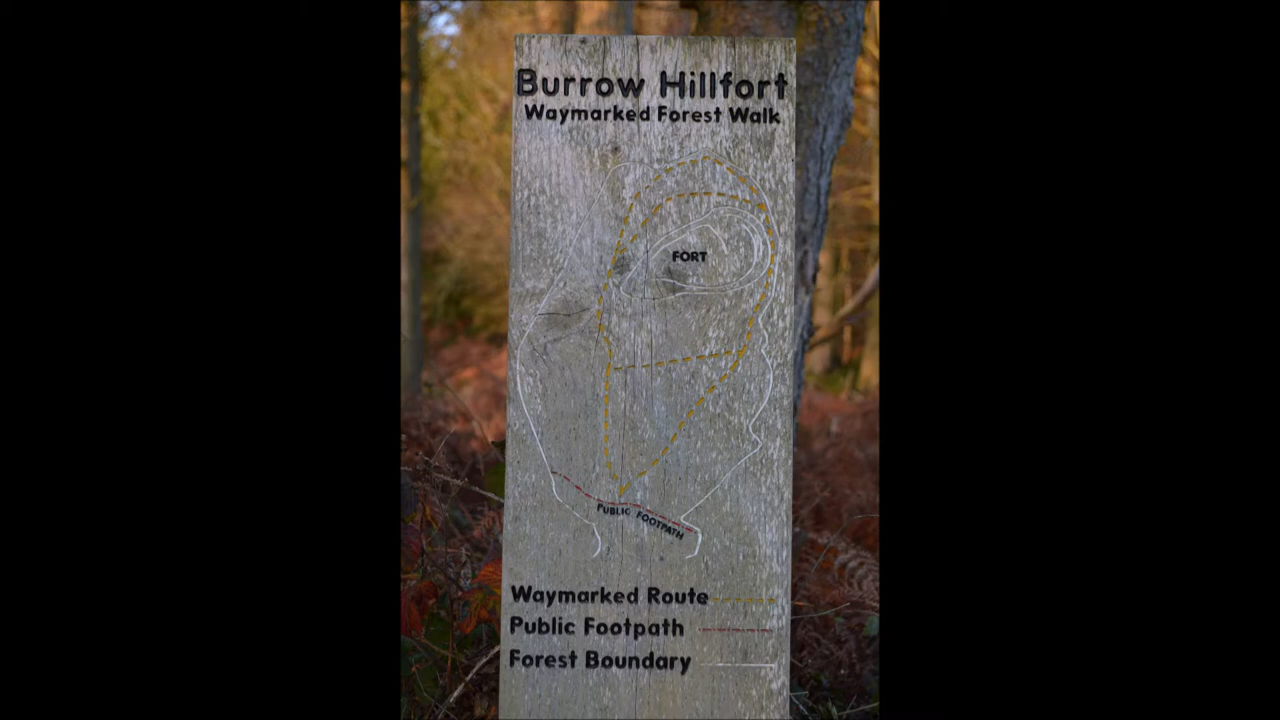 Burrow Hillfort
Waymarked Forest Walk
FORT
PUBLIC FOOTPATH
Waymarked Route
Public Footpath
Forest Boundary